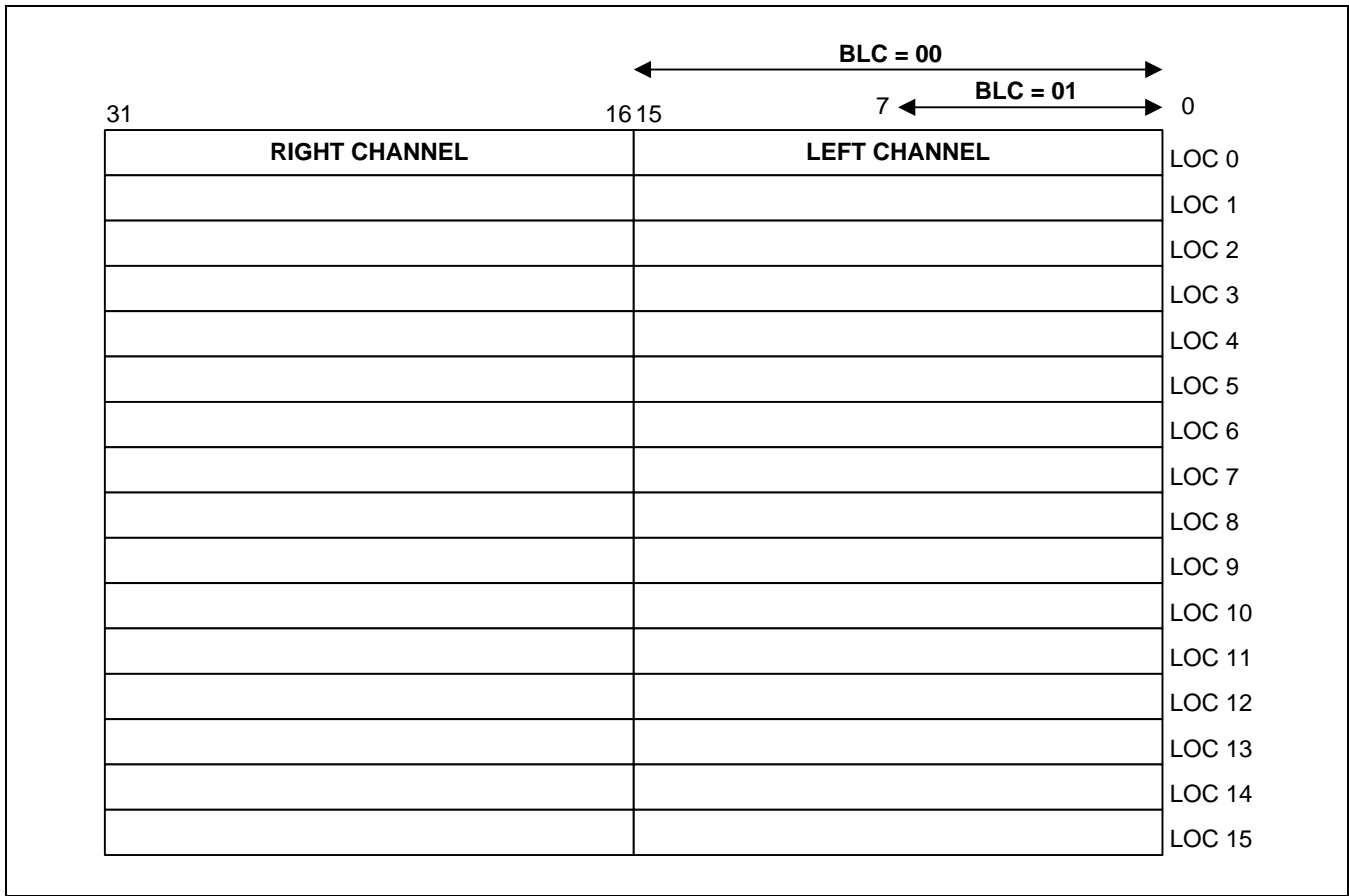 BLC = 00
BLC = 01
31 16 15 7 0
RIGHT CHANNEL LEFT CHANNEL LOC 0
LOC 1
LOC 2
LOC 3
LOC 4
LOC 5
LOC 6
LOC 7
LOC 8
LOC 9
LOC 10
LOC 11
LOC 12
LOC 13
LOC 14
LOC 15